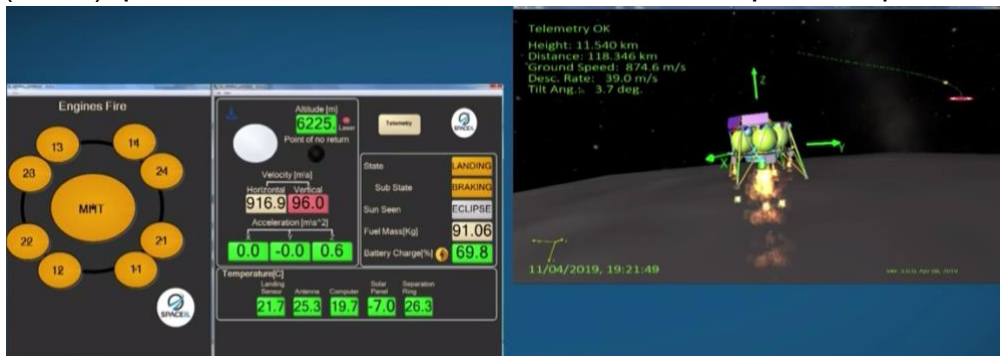 Engines Fire
13
14
23
24
MHT
22
21
12
11
SPACEIL
Altitude [m]
6225.
Laser
Point of no return
Velocity [m/s]
Horizontal Vertical
916.9 96.0
Acceleration [m/s^2]
0.0 -0.0 0.6
Telemetry
SPACEIL
State LANDING
Sub State BRAKING
Sun Seen ECLIPSE
Fuel Mass[Kg] 91.06
Battery Charge[%] 69.8
Temperature[C]
Landing Sensor
Antenna
Computer
Solar Panel
Separation Ring
21.7 25.3 19.7 -7.0 26.3
Telemetry OK
Height: 11.540 km
Distance: 118.346 km
Ground Speed: 874.6 m/s
Desc. Rate: 39.0 m/s
Tilt Ang.: 3.7 deg.
Z
X
Y
11/04/2019, 19:21:49